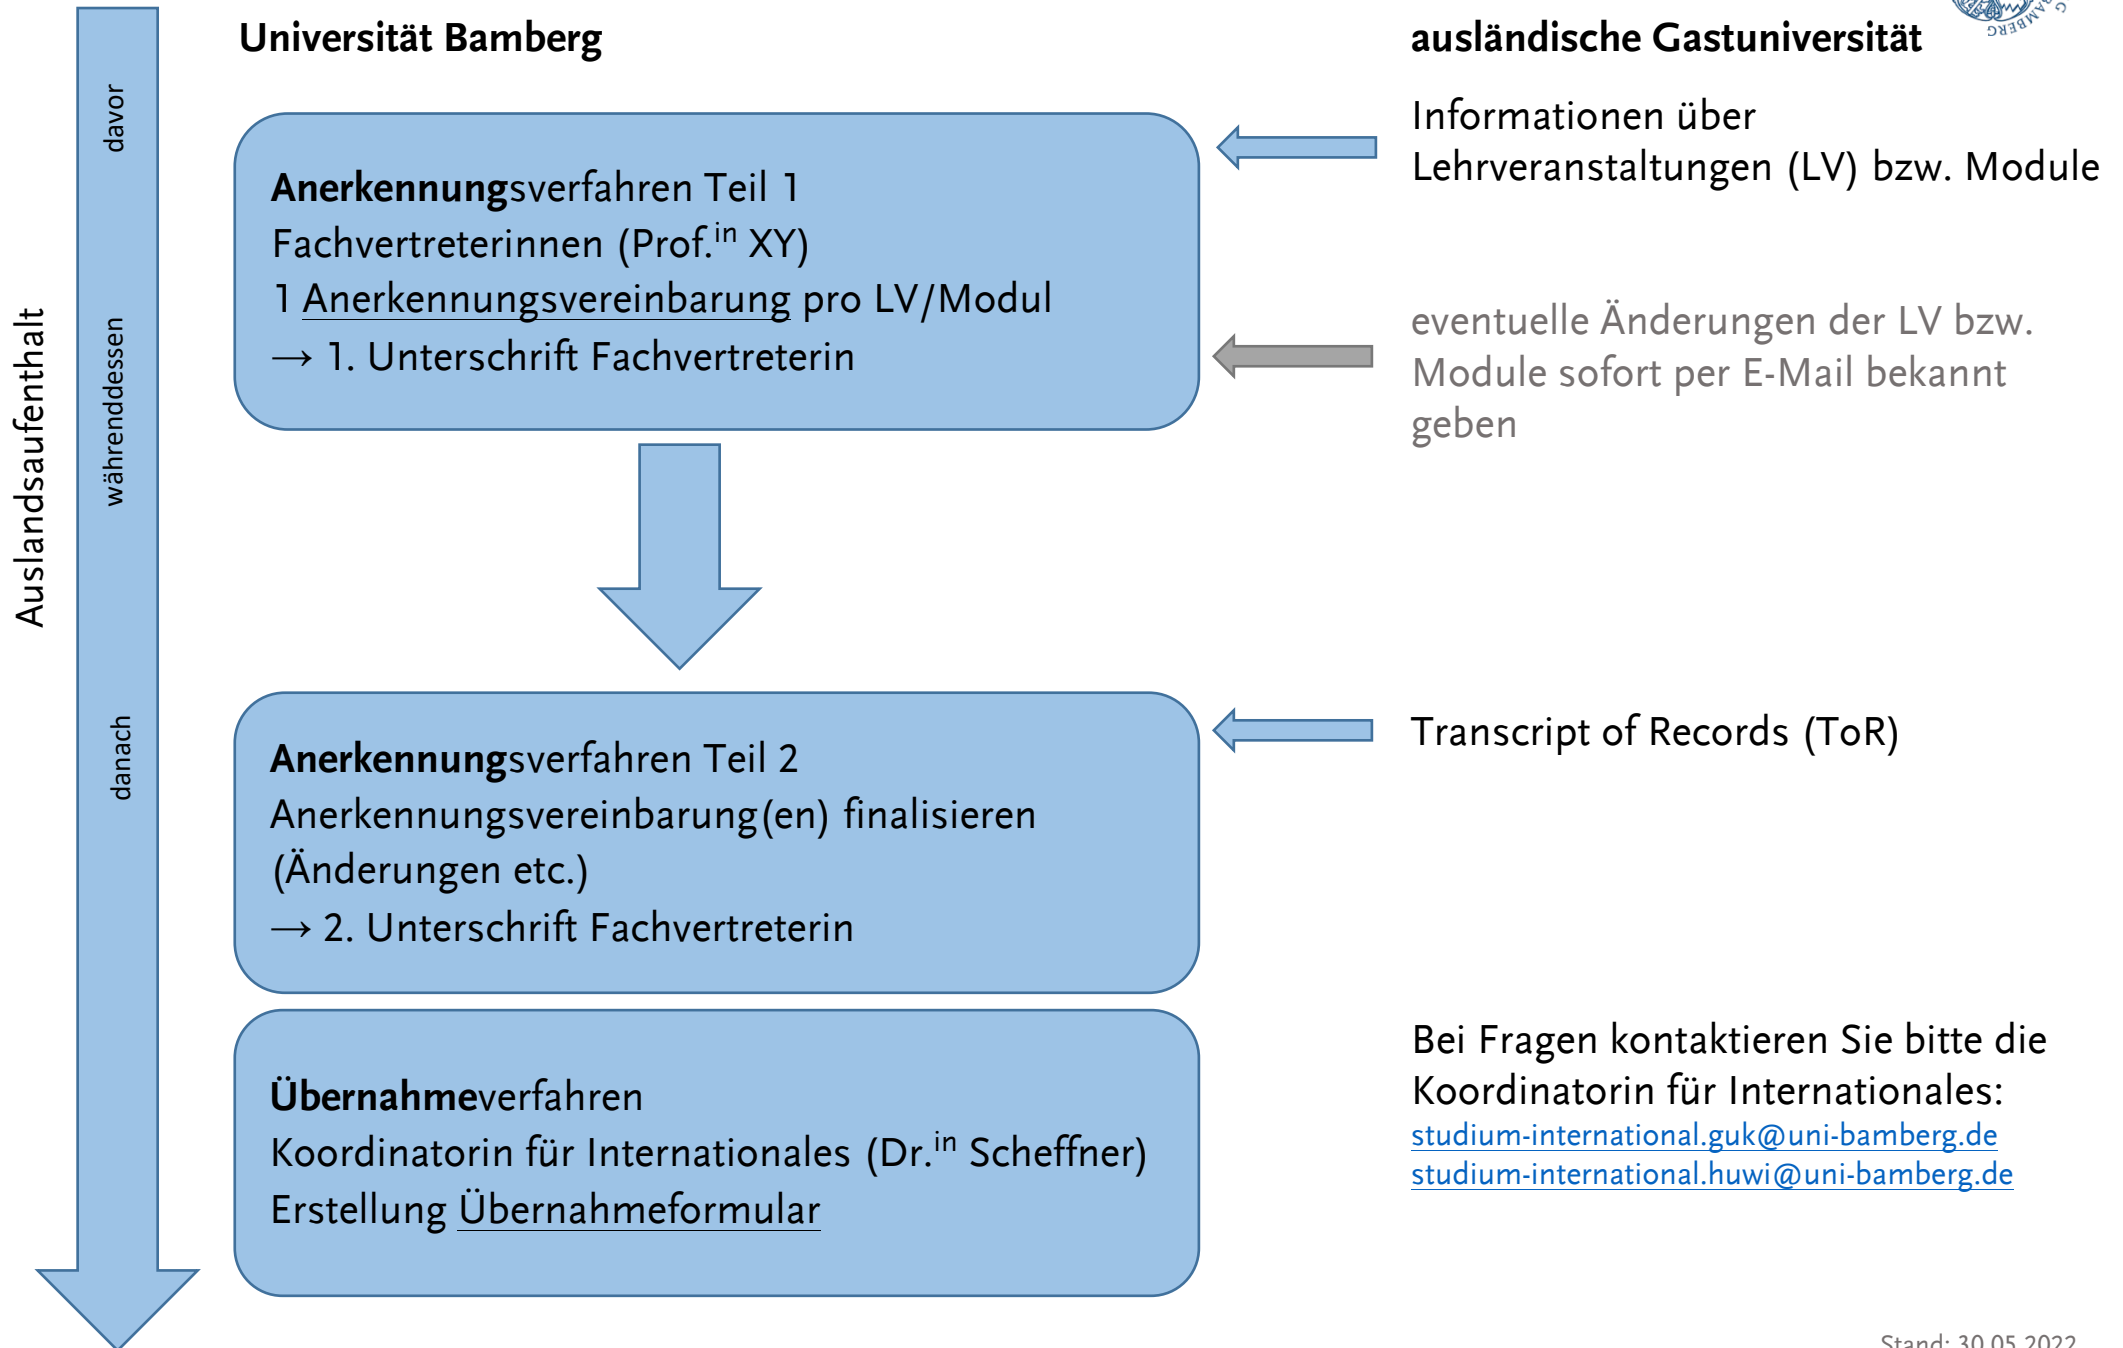 Universität Bamberg
ausländische Gastuniversität
BAMBERG
G
Auslandsaufenthalt
davor
währenddessen
danach
Anerkennungsverfahren Teil 1
Fachvertreterinnen (Prof.in XY)
1 Anerkennungsvereinbarung pro LV/Modul
→ 1. Unterschrift Fachvertreterin
Informationen über
Lehrveranstaltungen (LV) bzw. Module
eventuelle Änderungen der LV bzw.
Module sofort per E-Mail bekannt
geben
Anerkennungsverfahren Teil 2
Anerkennungsvereinbarung(en) finalisieren
(Änderungen etc.)
→ 2. Unterschrift Fachvertreterin
Transcript of Records (ToR)
Übernahmeverfahren
Koordinatorin für Internationales (Dr.in Scheffner)
Erstellung Übernahmeformular
Bei Fragen kontaktieren Sie bitte die
Koordinatorin für Internationales:
studium-international.guk@uni-bamberg.de
studium-international.huwi@uni-bamberg.de
Stand: 30.05.2022